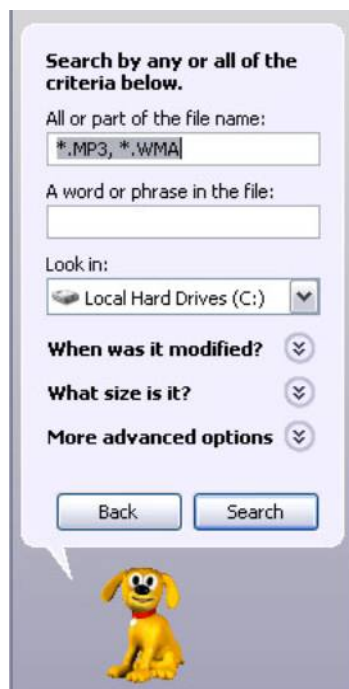 Search by any or all of the
criteria below.
All or part of the file name:
*.MP3, *.WMA
A word or phrase in the file:
Look in:
Local Hard Drives (C:)
When was it modified?
What size is it?
More advanced options
Back Search